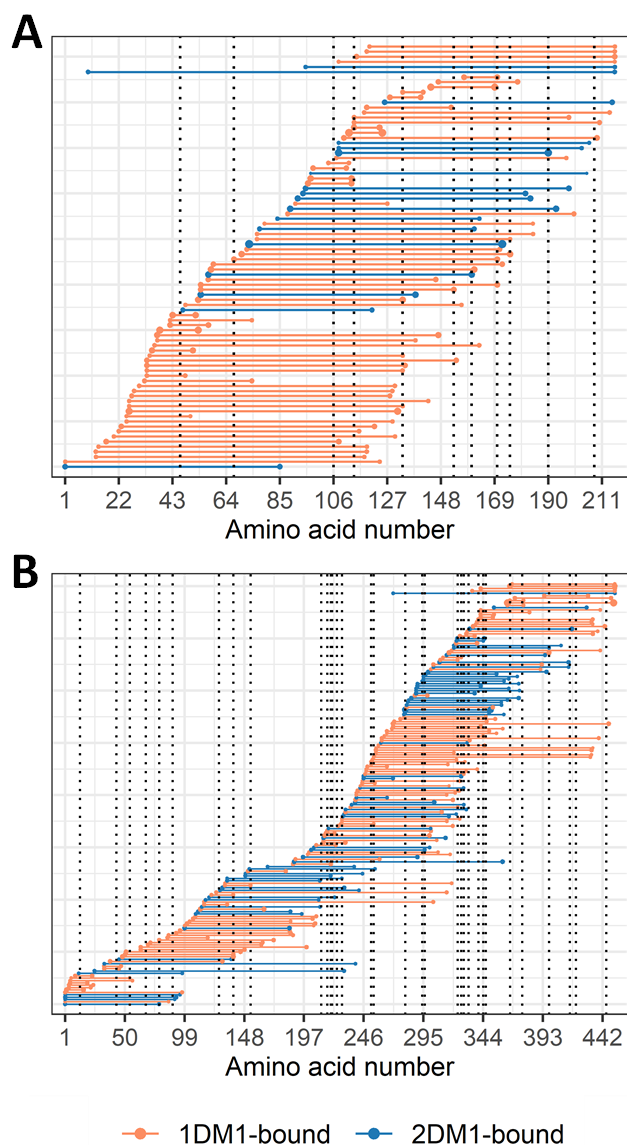 A
1 22 43 64 85 106 127 148 169 190 211
Amino acid number
B
1 50 99 148 197 246 295 344 393 442
Amino acid number
1DM1-bound 2DM1-bound